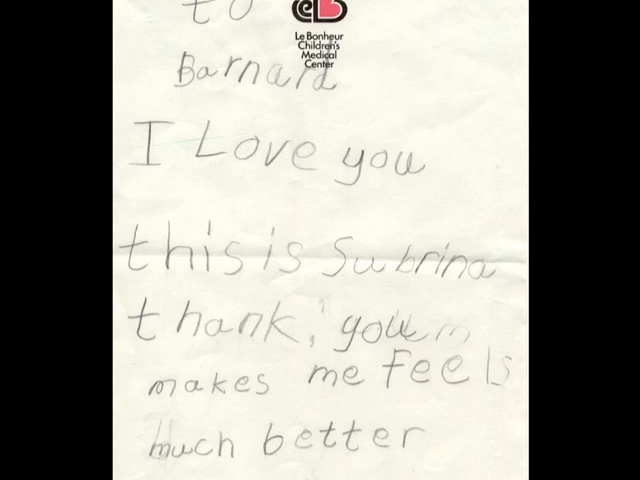 to
Le Bonheur
Children's
Medical
Center
Barnard
I Love you
this is Subrina
thank, you
makes me feels
much better